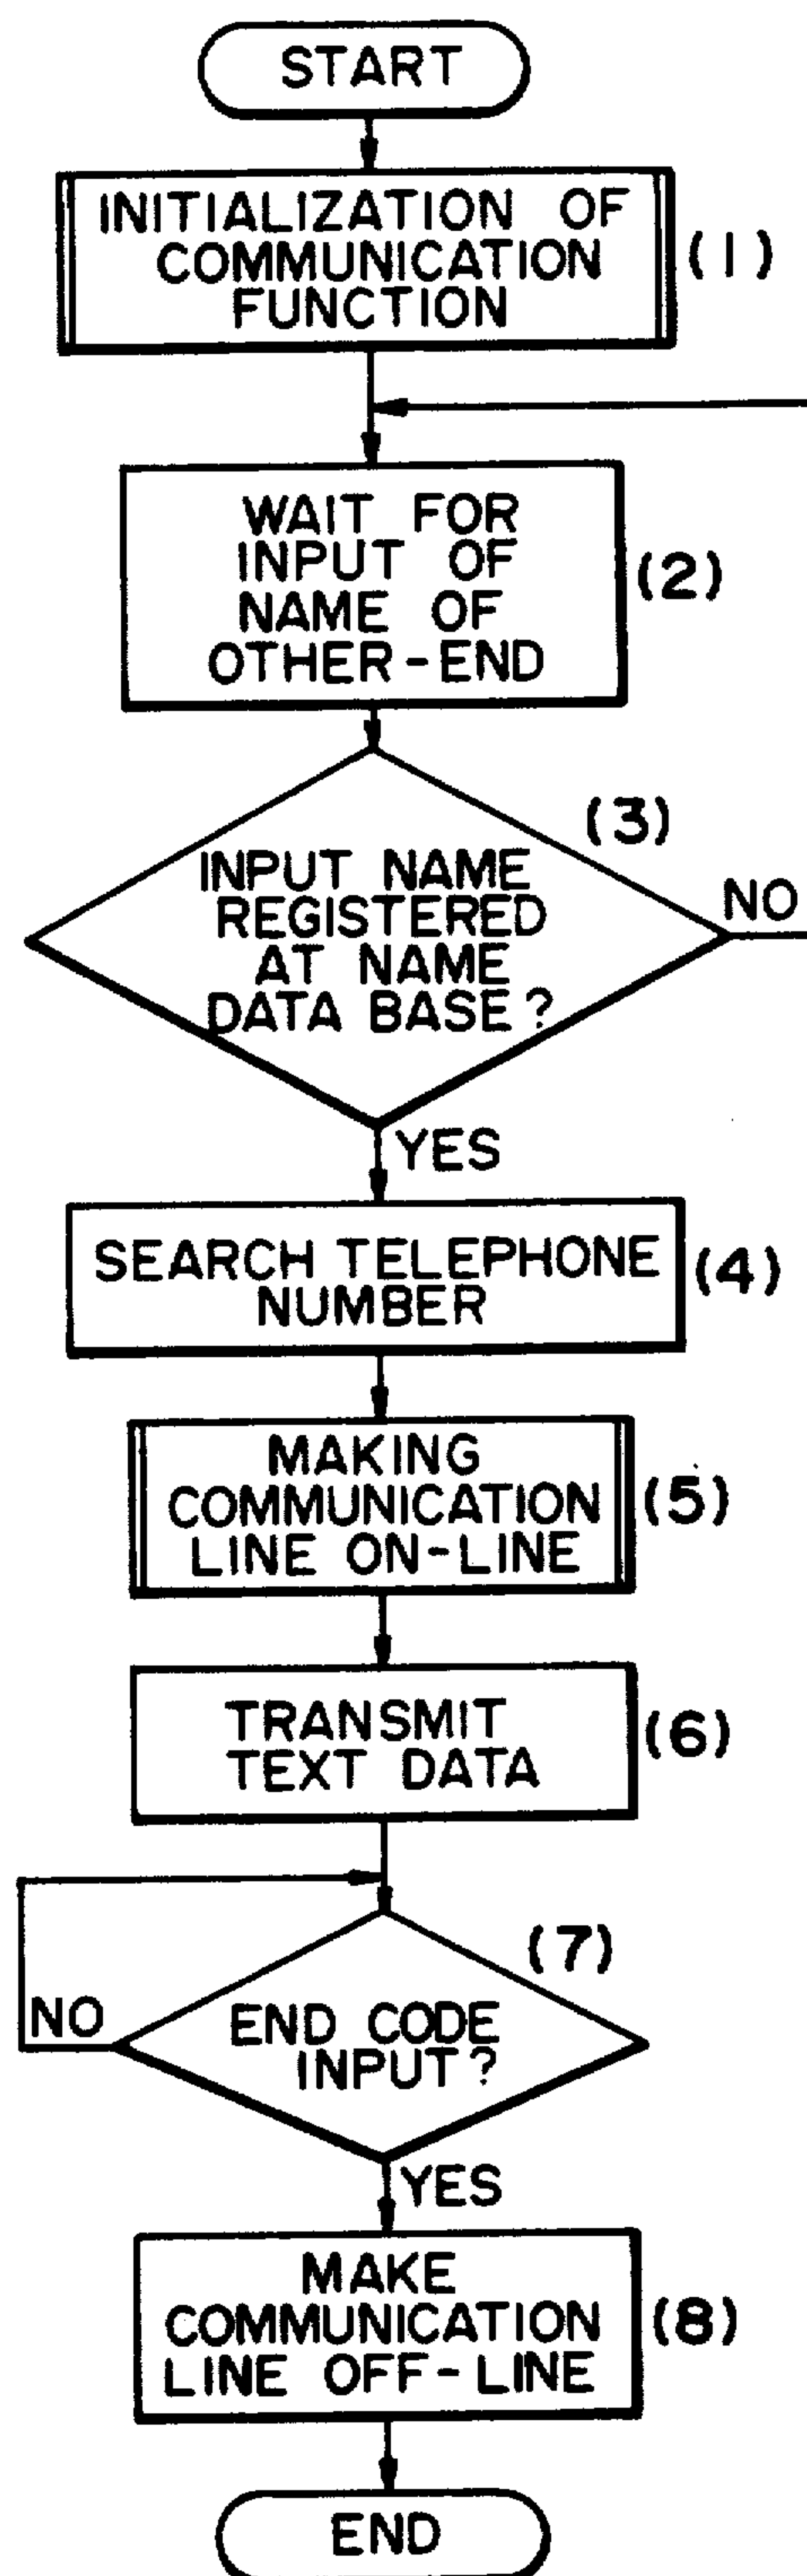 START
INITIALIZATION OF
COMMUNICATION
FUNCTION
(1)
WAIT FOR
INPUT OF
NAME OF
OTHER-END
(2)
(3)
INPUT NAME
REGISTERED
AT NAME
DATA BASE?
NO
YES
SEARCH TELEPHONE
NUMBER
(4)
MAKING
COMMUNICATION
LINE ON-LINE
(5)
TRANSMIT
TEXT DATA
(6)
(7)
END CODE
INPUT?
NO
YES
MAKE
COMMUNICATION
LINE OFF-LINE
(8)
END